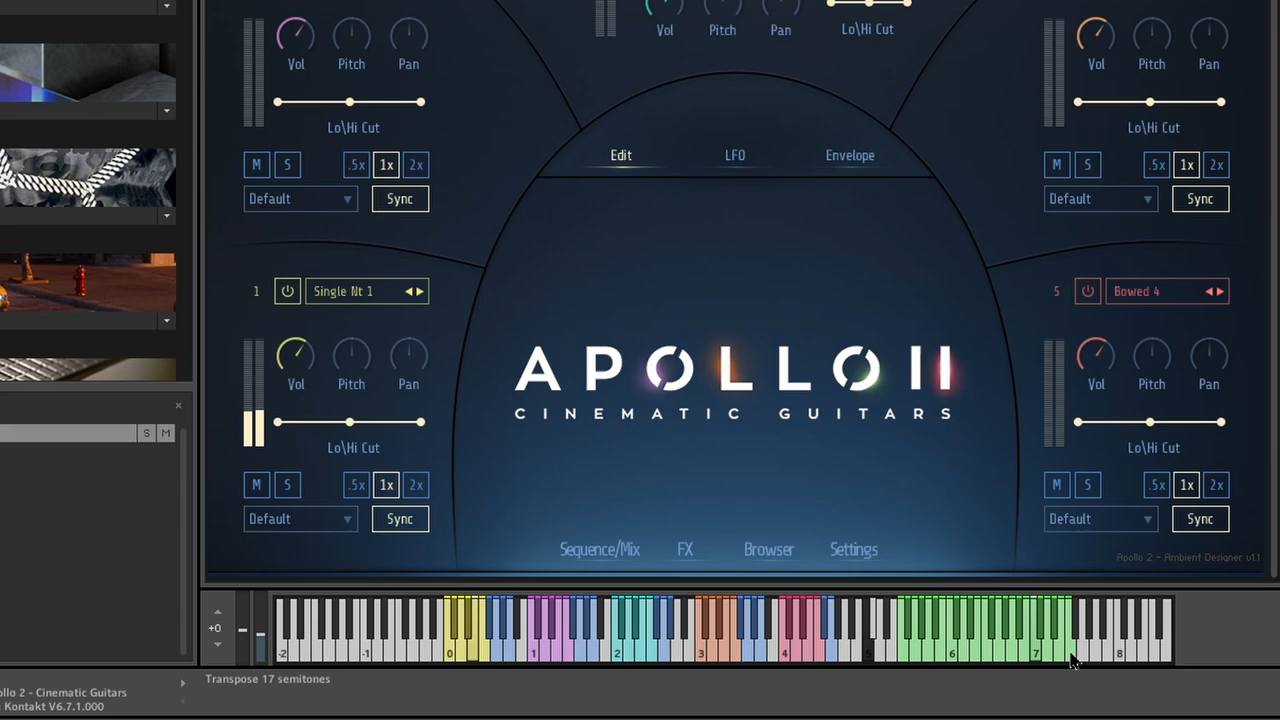 Vol Pitch Pan
Lo\Hi Cut
Vol Pitch Pan
Lo\Hi Cut
M S .5x 1x 2x
Default Sync
Vol Pitch Pan
Lo\Hi Cut
M S .5x 1x 2x
Default Sync
Edit LFO Envelope
1 Single Nt 1
Vol Pitch Pan
Lo\Hi Cut
M S .5x 1x 2x
Default Sync
5 Bowed 4
Vol Pitch Pan
Lo\Hi Cut
M S .5x 1x 2x
Default Sync
APOLLO II
CINEMATIC GUITARS
Sequence/Mix FX Browser Settings
Apollo 2 - Ambient Designer v1.1
S M
+0
-2 -1 0 1 2 3 4 5 6 7 8
Transpose 17 semitones
ollo 2 - Cinematic Guitars
: Kontakt V6.7.1.000